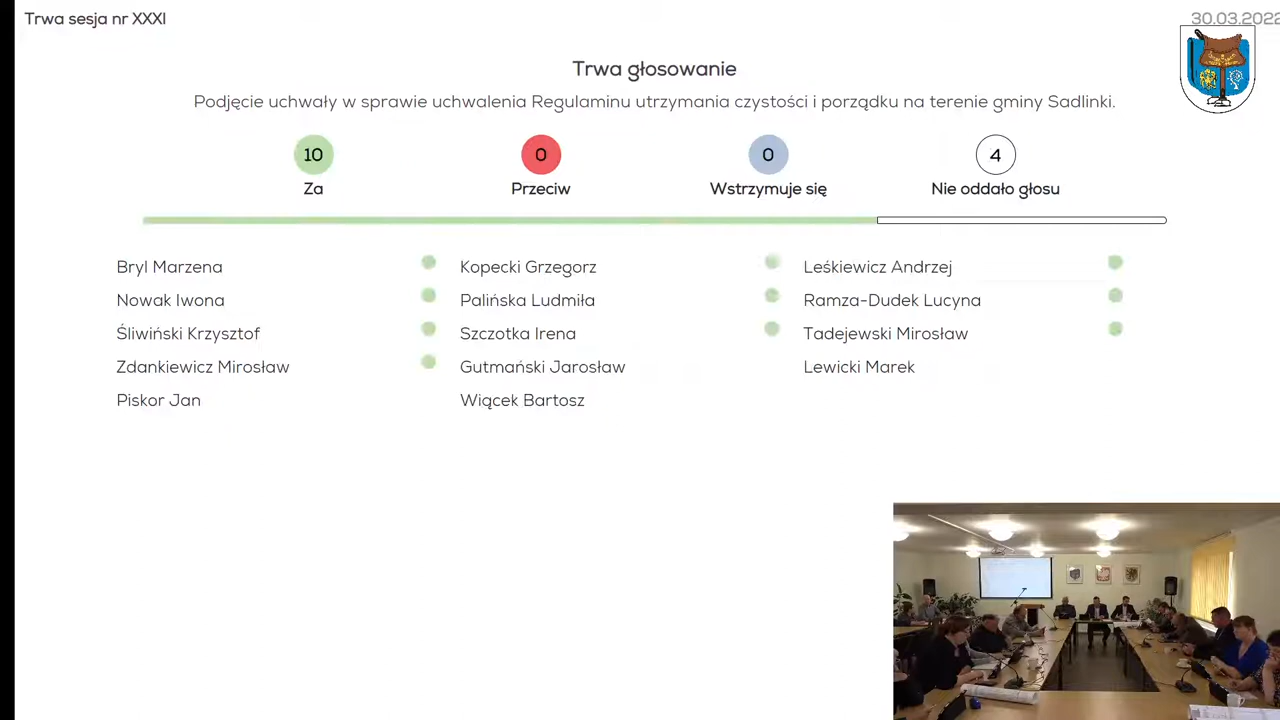 Trwa sesja nr XXXI
30.03.2022
Trwa głosowanie
Podjęcie uchwały w sprawie uchwalenia Regulaminu utrzymania czystości i porządku na terenie gminy Sadlinki.
10 0 0 4
Za Przeciw Wstrzymuje się Nie oddało głosu
Bryl Marzena Kopecki Grzegorz Leśkiewicz Andrzej
Nowak Iwona Palińska Ludmiła Ramza-Dudek Lucyna
Śliwiński Krzysztof Szczotka Irena Tadejewski Mirosław
Zdankiewicz Mirosław Gutmański Jarosław Lewicki Marek
Piskor Jan Wiącek Bartosz